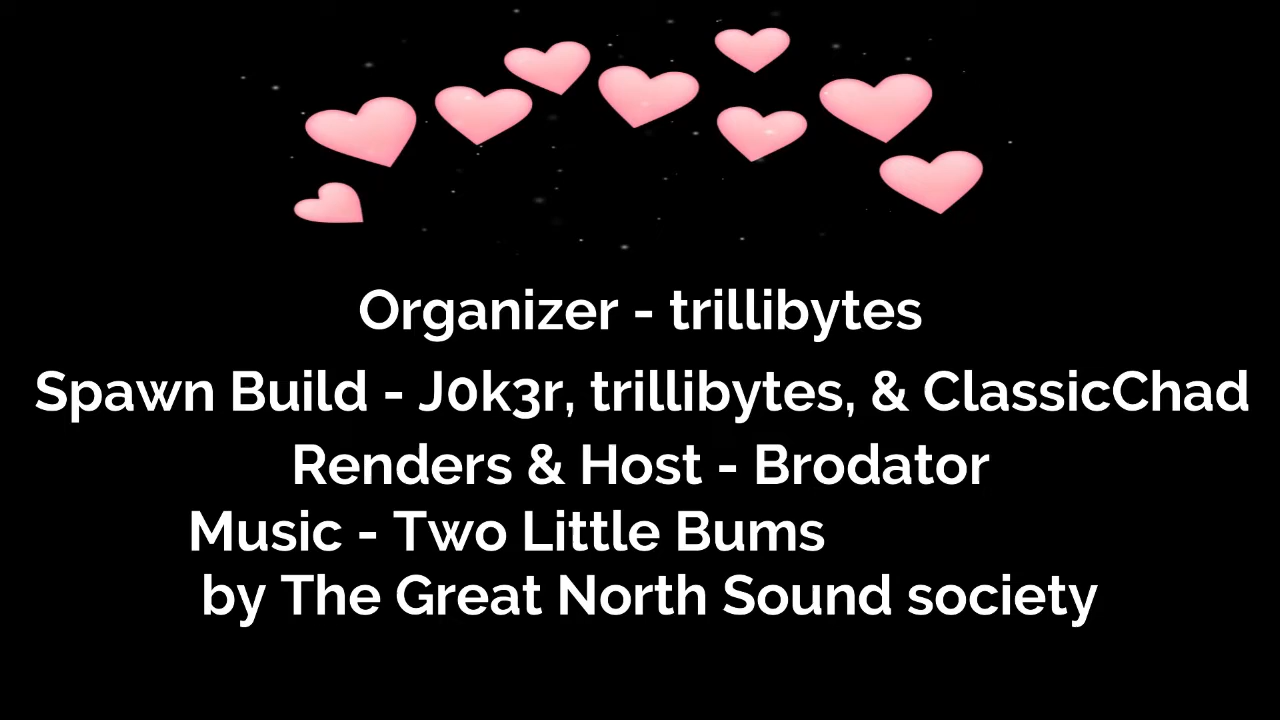 Organizer - trillibytes
Spawn Build - J0k3r, trillibytes, & ClassicChad
Renders & Host - Brodator
Music - Two Little Bums
by The Great North Sound society